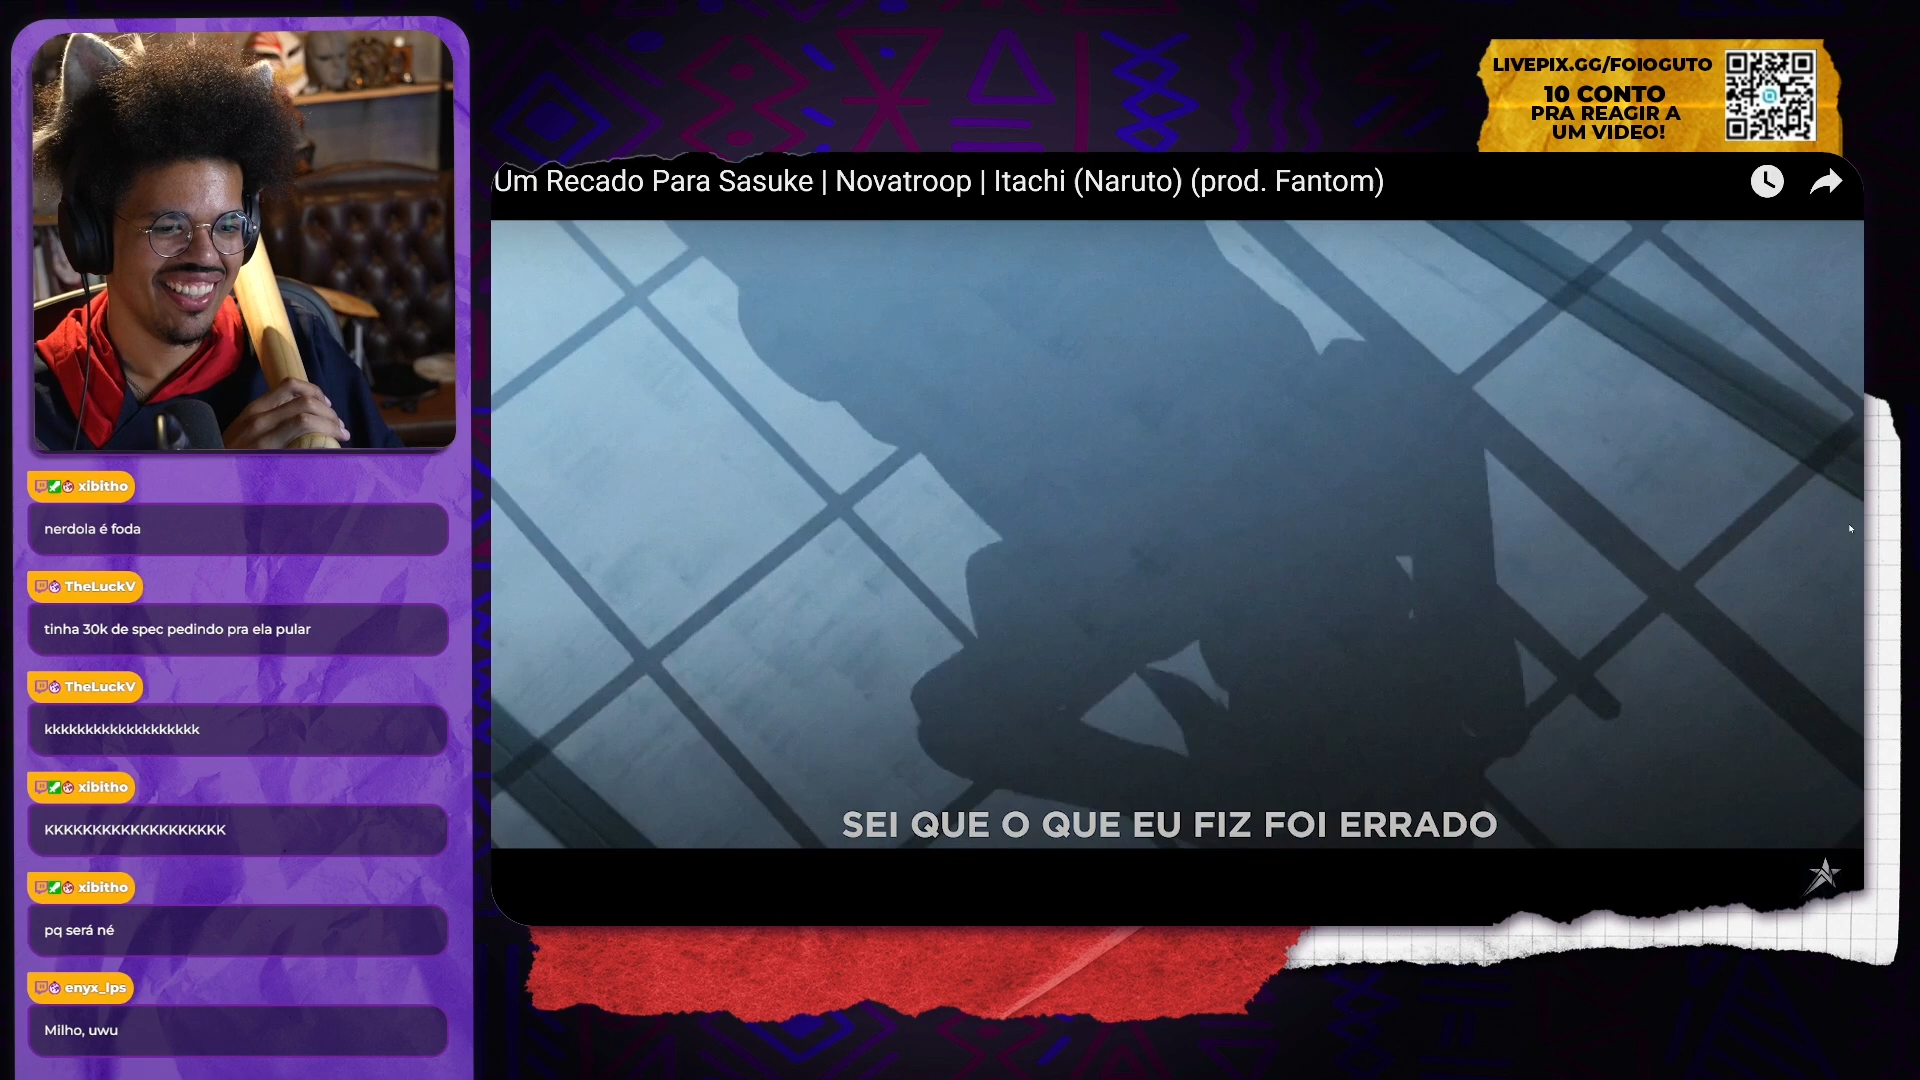 LIVEPIX.GG/FOIOGUTO
10 CONTO
PRA REAGIR A
UM VIDEO!
Um Recado Para Sasuke | Novatroop | Itachi (Naruto) (prod. Fantom)
SEI QUE O QUE EU FIZ FOI ERRADO
xibitho
nerdola é foda
TheLuckV
tinha 30k de spec pedindo pra ela pular
TheLuckV
kkkkkkkkkkkkkkkkkkk
xibitho
KKKKKKKKKKKKKKKKKKK
xibitho
pq será né
enyx_lps
Milho, uwu